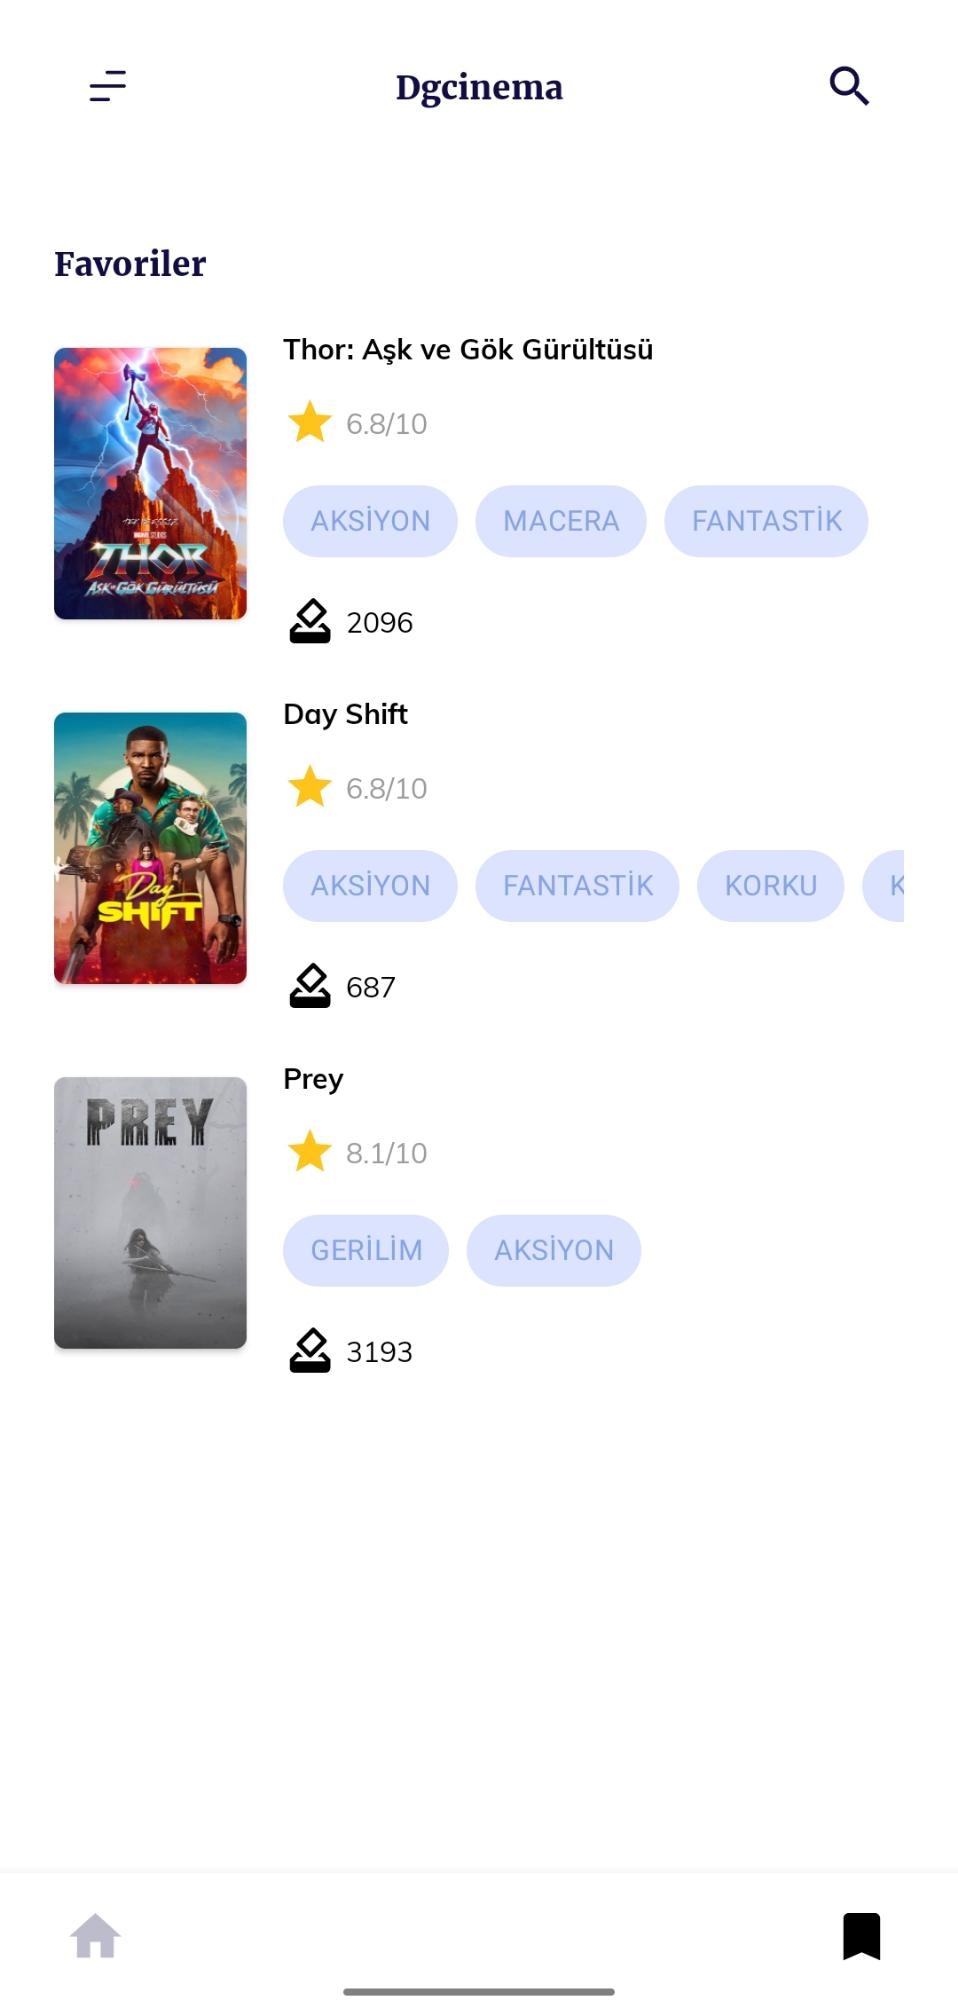 Dgcinema
Favoriler
Thor: Aşk ve Gök Gürültüsü
6.8/10
AKSİYON MACERA FANTASTİK
2096
THOR
AŞK VE GÖK GÜRÜLTÜSÜ
Day Shift
6.8/10
AKSİYON FANTASTİK KORKU K
687
Day
SHIFT
Prey
8.1/10
GERİLİM AKSİYON
3193
PREY